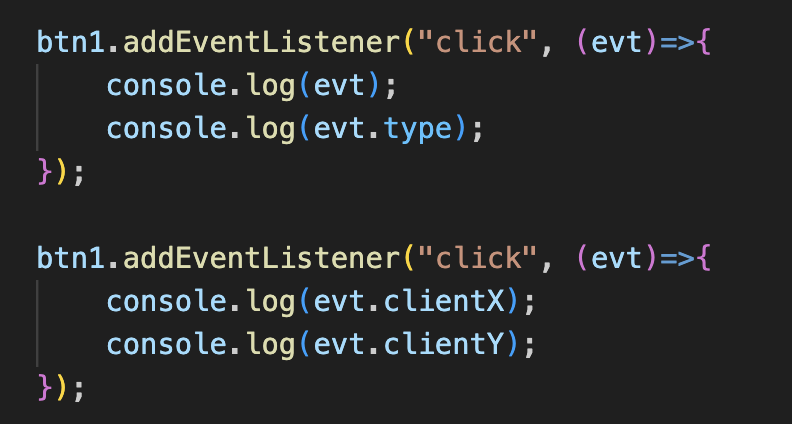 btn1.addEventListener("click", (evt)=>{
    console.log(evt);
    console.log(evt.type);
});

btn1.addEventListener("click", (evt)=>{
    console.log(evt.clientX);
    console.log(evt.clientY);
});